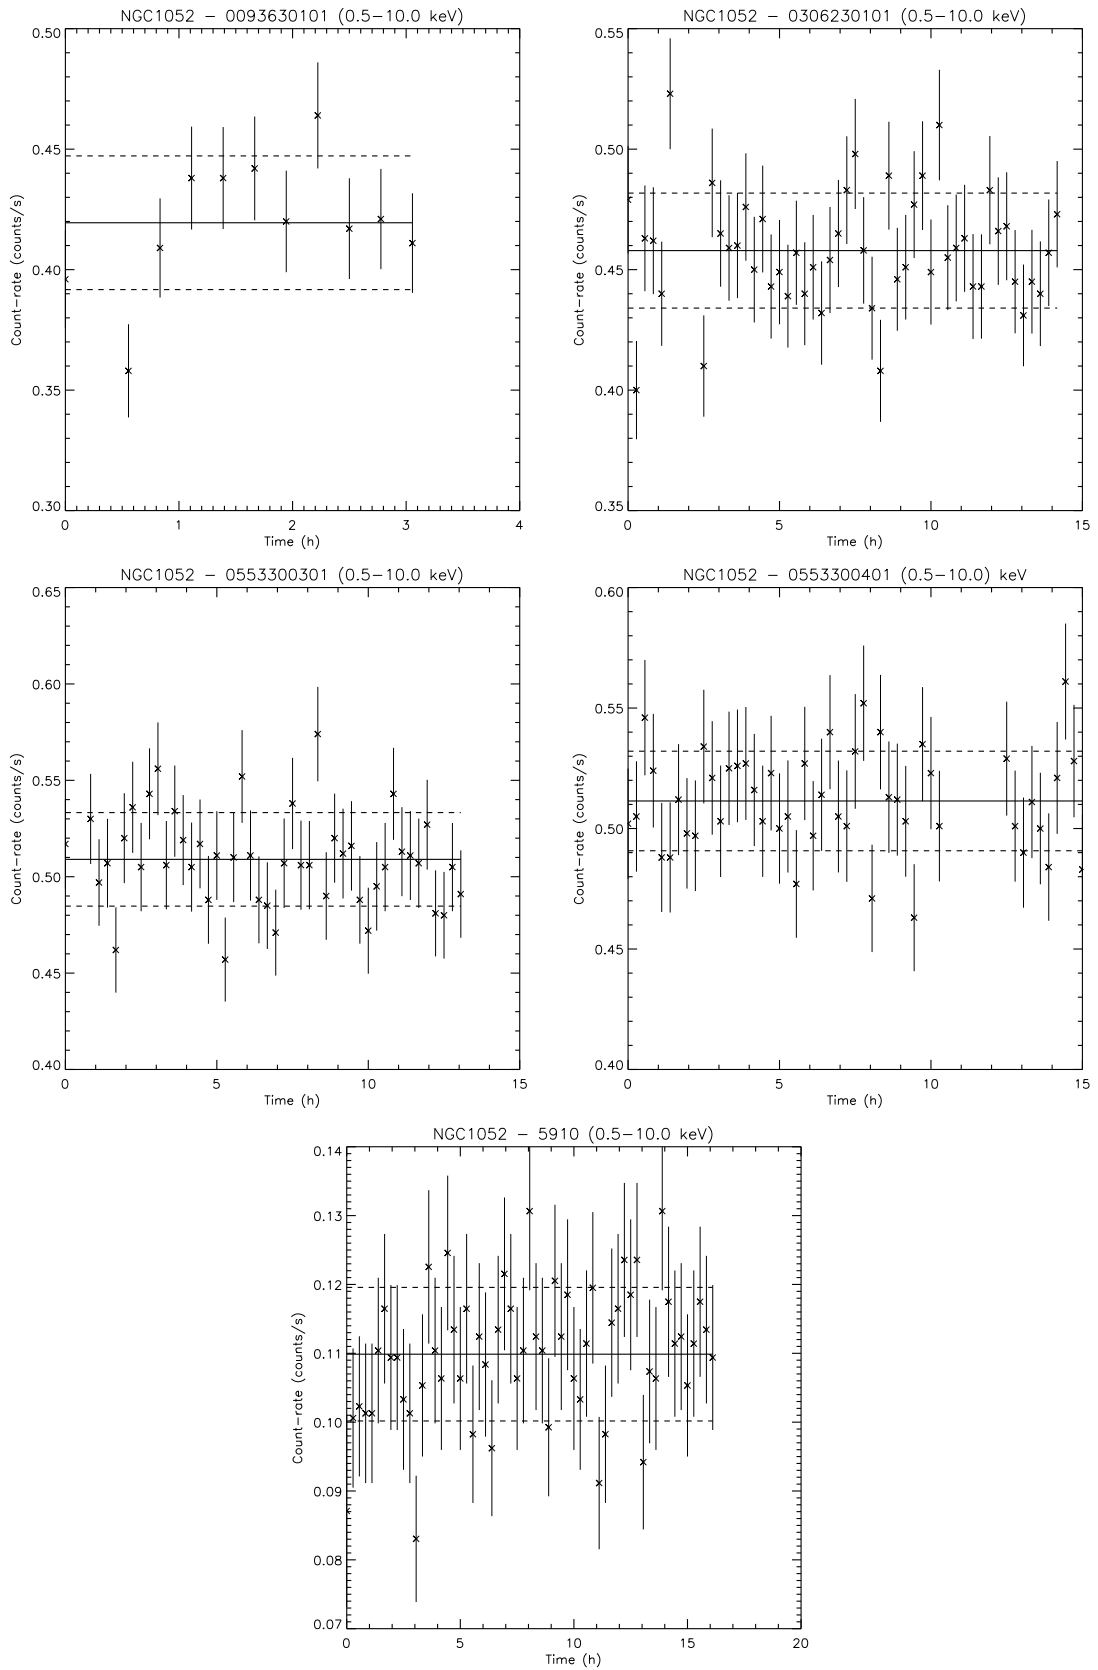 NGC1052 − 0093630101 (0.5−10.0 keV)
NGC1052 − 0306230101 (0.5−10.0 keV)
0.50
0.45
0.40
0.35
0.30
Count−rate (counts/s)
0 1 2 3 4
Time (h)
0.55
0.50
0.45
0.40
0.35
Count−rate (counts/s)
0 5 10 15
Time (h)
NGC1052 − 0553300301 (0.5−10.0 keV)
NGC1052 − 0553300401 (0.5−10.0) keV
0.65
0.60
0.55
0.50
0.45
0.40
Count−rate (counts/s)
0 5 10 15
Time (h)
0.60
0.55
0.50
0.45
0.40
Count−rate (counts/s)
0 5 10 15
Time (h)
NGC1052 − 5910 (0.5−10.0 keV)
0.14
0.13
0.12
0.11
0.10
0.09
0.08
0.07
Count−rate (counts/s)
0 5 10 15 20
Time (h)